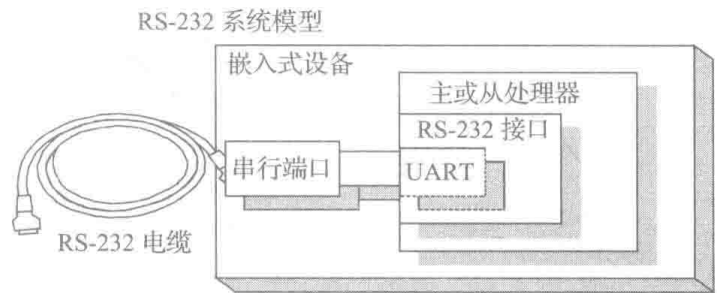 RS-232 系统模型
嵌入式设备
主或从处理器
RS-232 接口
串行端口
UART
RS-232 电缆